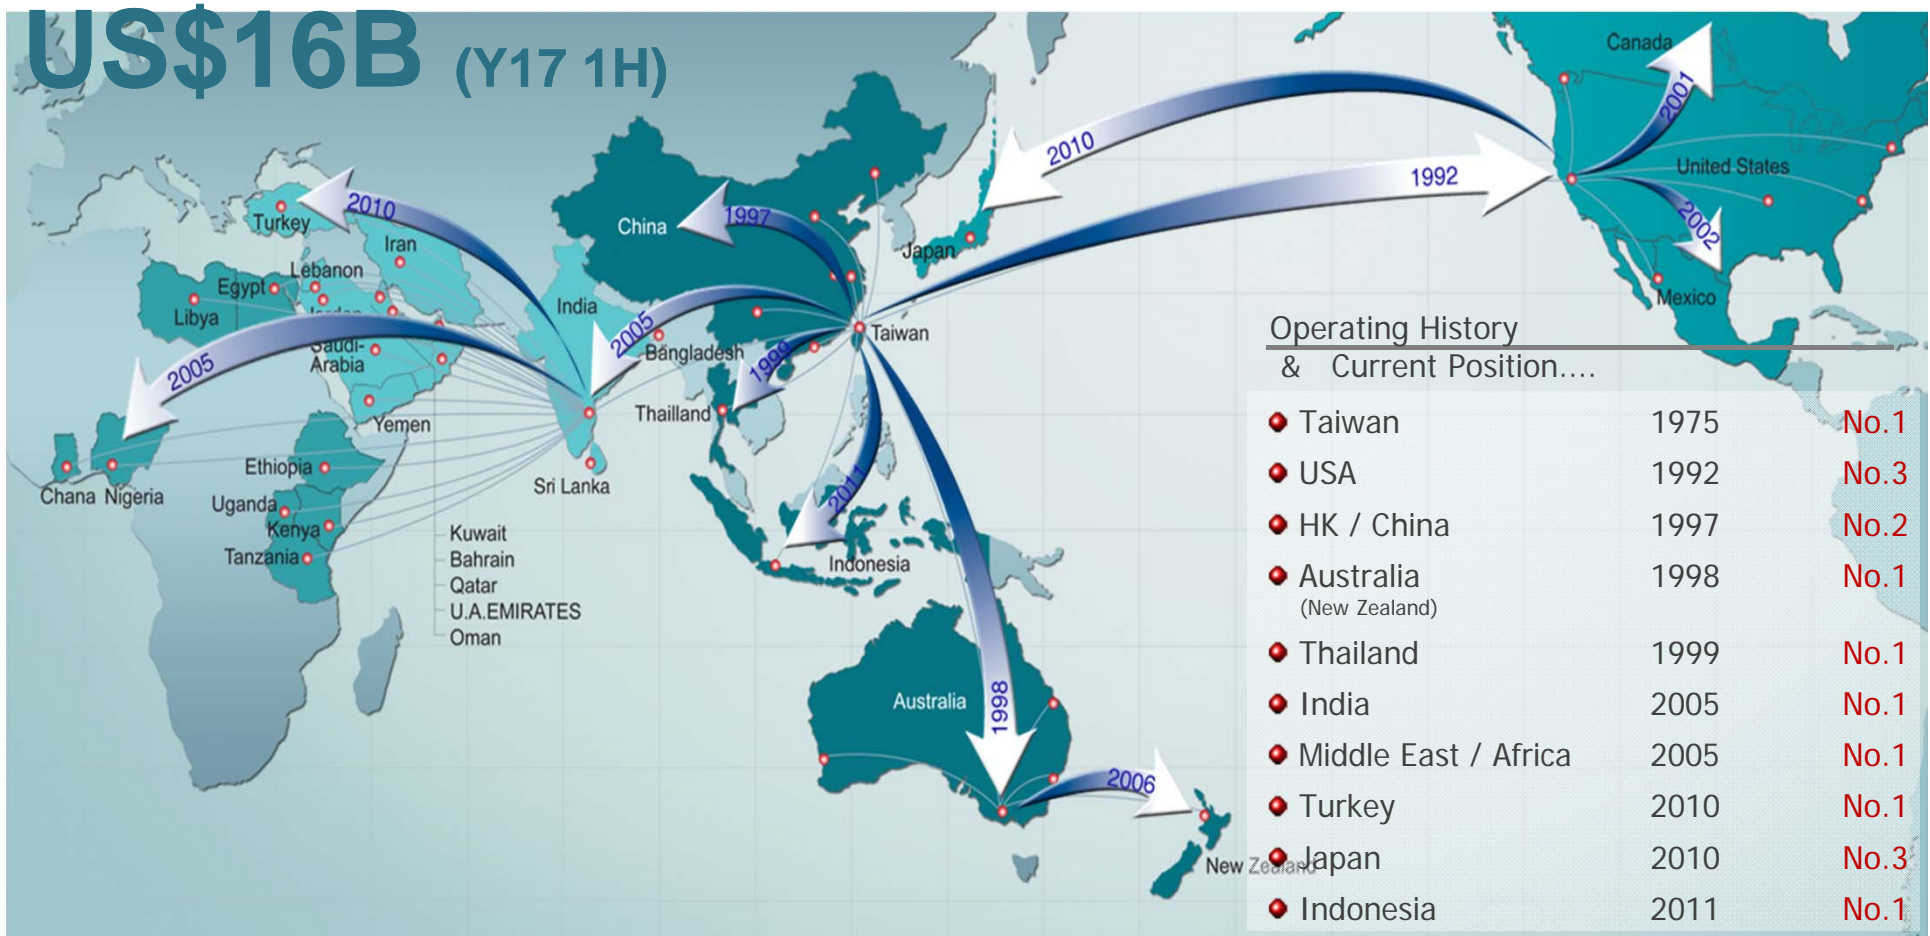 US$16B (Y17 1H)
Canada
2001
2010
United States
1992
2002
Mexico
China
1997
Japan
Turkey
2010
Iran
Lebanon
Egypt
Libya
Jordan
Saudi-
Arabia
Yemen
2005
India
2005
Bangladesh
Taiwan
1999
Thailland
Sri Lanka
Ethiopia
Chana Nigeria
Uganda
Kenya
Tanzania
Kuwait
Bahrain
Qatar
U.A.EMIRATES
Oman
2011
Indonesia
Australia
1998
2006
New Zealand
Operating History
& Current Position....
Taiwan 1975 No.1
USA 1992 No.3
HK / China 1997 No.2
Australia 1998 No.1
(New Zealand)
Thailand 1999 No.1
India 2005 No.1
Middle East / Africa 2005 No.1
Turkey 2010 No.1
Japan 2010 No.3
Indonesia 2011 No.1